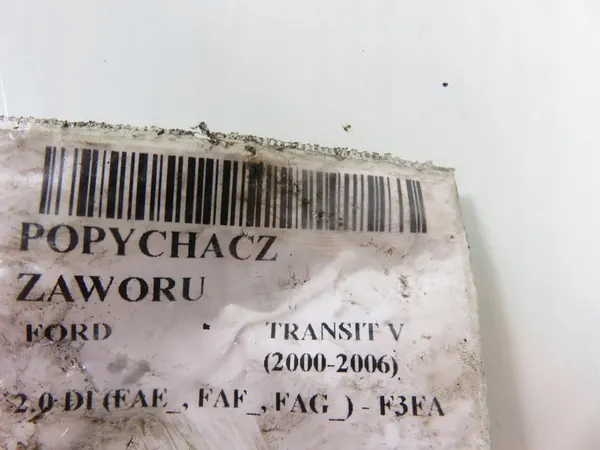 POPYCHACZ
ZAWORU
FORD TRANSIT V
(2000-2006)
2.0 DI (FAE_, FAF_, FAG_) - F3FA